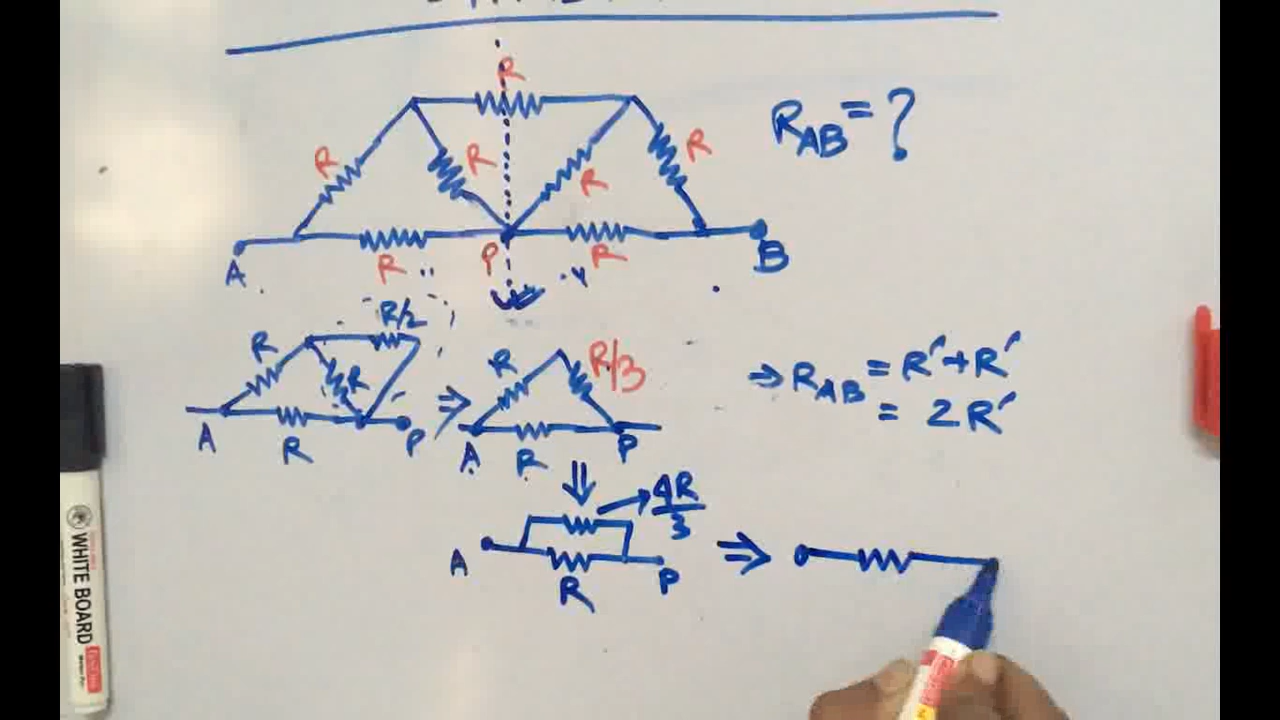 R
R
R
R
R
R
R
A
P
B
R_AB = ?
R
R/2
R
R
A
P
⇒
R
R/3
R
A
P
⇒ R_AB = R′ + R′
= 2R′
⇓
4R/3
R
A
P
⇒
WHITE BOARD